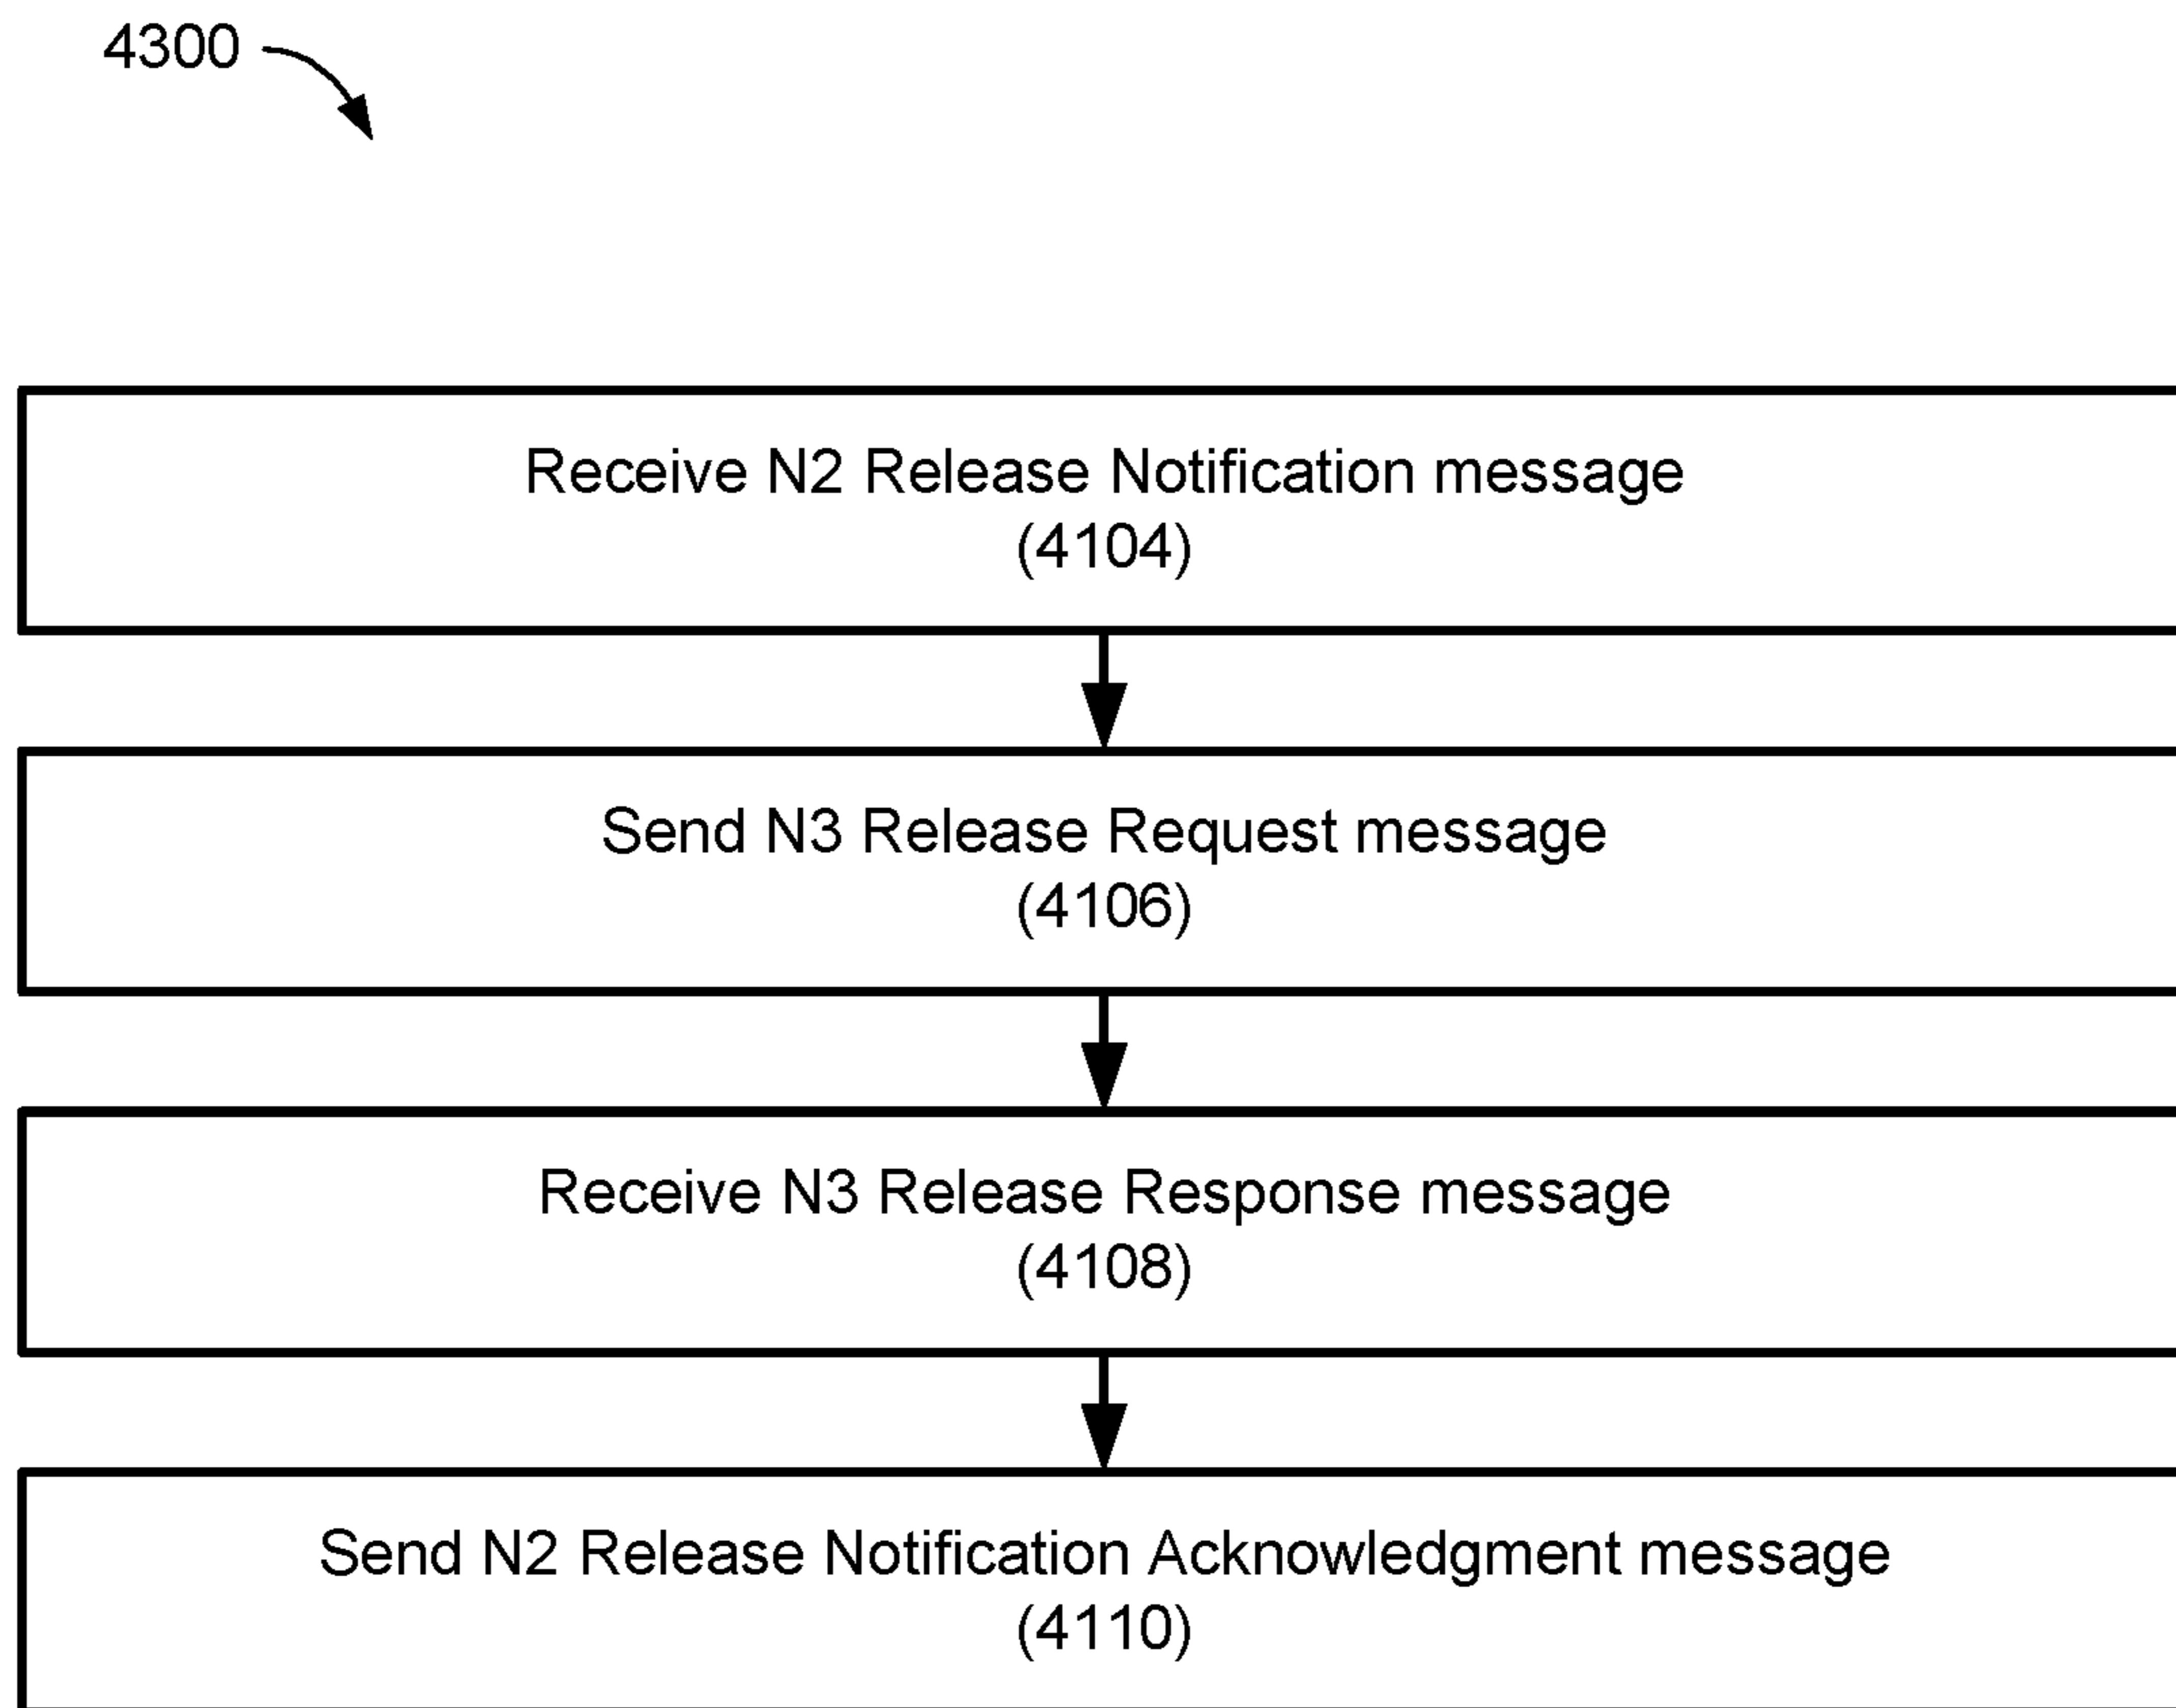 4300
Receive N2 Release Notification message
(4104)
Send N3 Release Request message
(4106)
Receive N3 Release Response message
(4108)
Send N2 Release Notification Acknowledgment message
(4110)